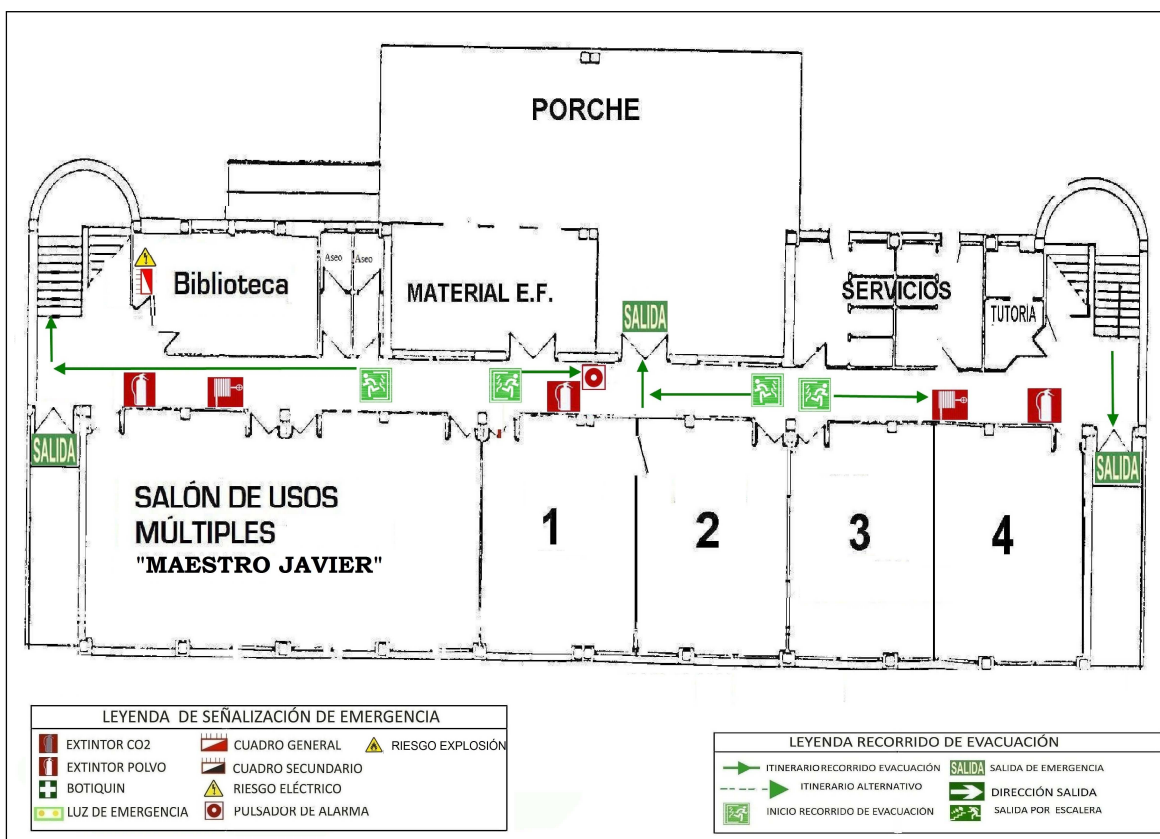 PORCHE
Aseo
Aseo
Biblioteca
MATERIAL E.F.
SALIDA
SERVICIOS
TUTORIA
SALIDA
SALIDA
SALÓN DE USOS
MÚLTIPLES
"MAESTRO JAVIER"
1
2
3
4
LEYENDA DE SEÑALIZACIÓN DE EMERGENCIA
EXTINTOR CO2
CUADRO GENERAL
RIESGO EXPLOSIÓN
EXTINTOR POLVO
CUADRO SECUNDARIO
BOTIQUIN
RIESGO ELÉCTRICO
LUZ DE EMERGENCIA
PULSADOR DE ALARMA
LEYENDA RECORRIDO DE EVACUACIÓN
ITINERARIO RECORRIDO EVACUACIÓN
SALIDA
SALIDA DE EMERGENCIA
ITINERARIO ALTERNATIVO
DIRECCIÓN SALIDA
INICIO RECORRIDO DE EVACUACIÓN
SALIDA POR ESCALERA